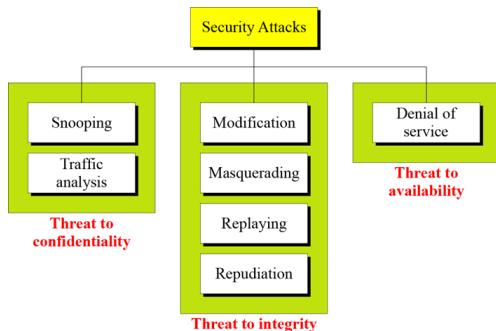 Security Attacks
Snooping
Traffic
analysis
Threat to
confidentiality
Modification
Masquerading
Replaying
Repudiation
Threat to integrity
Denial of
service
Threat to
availability